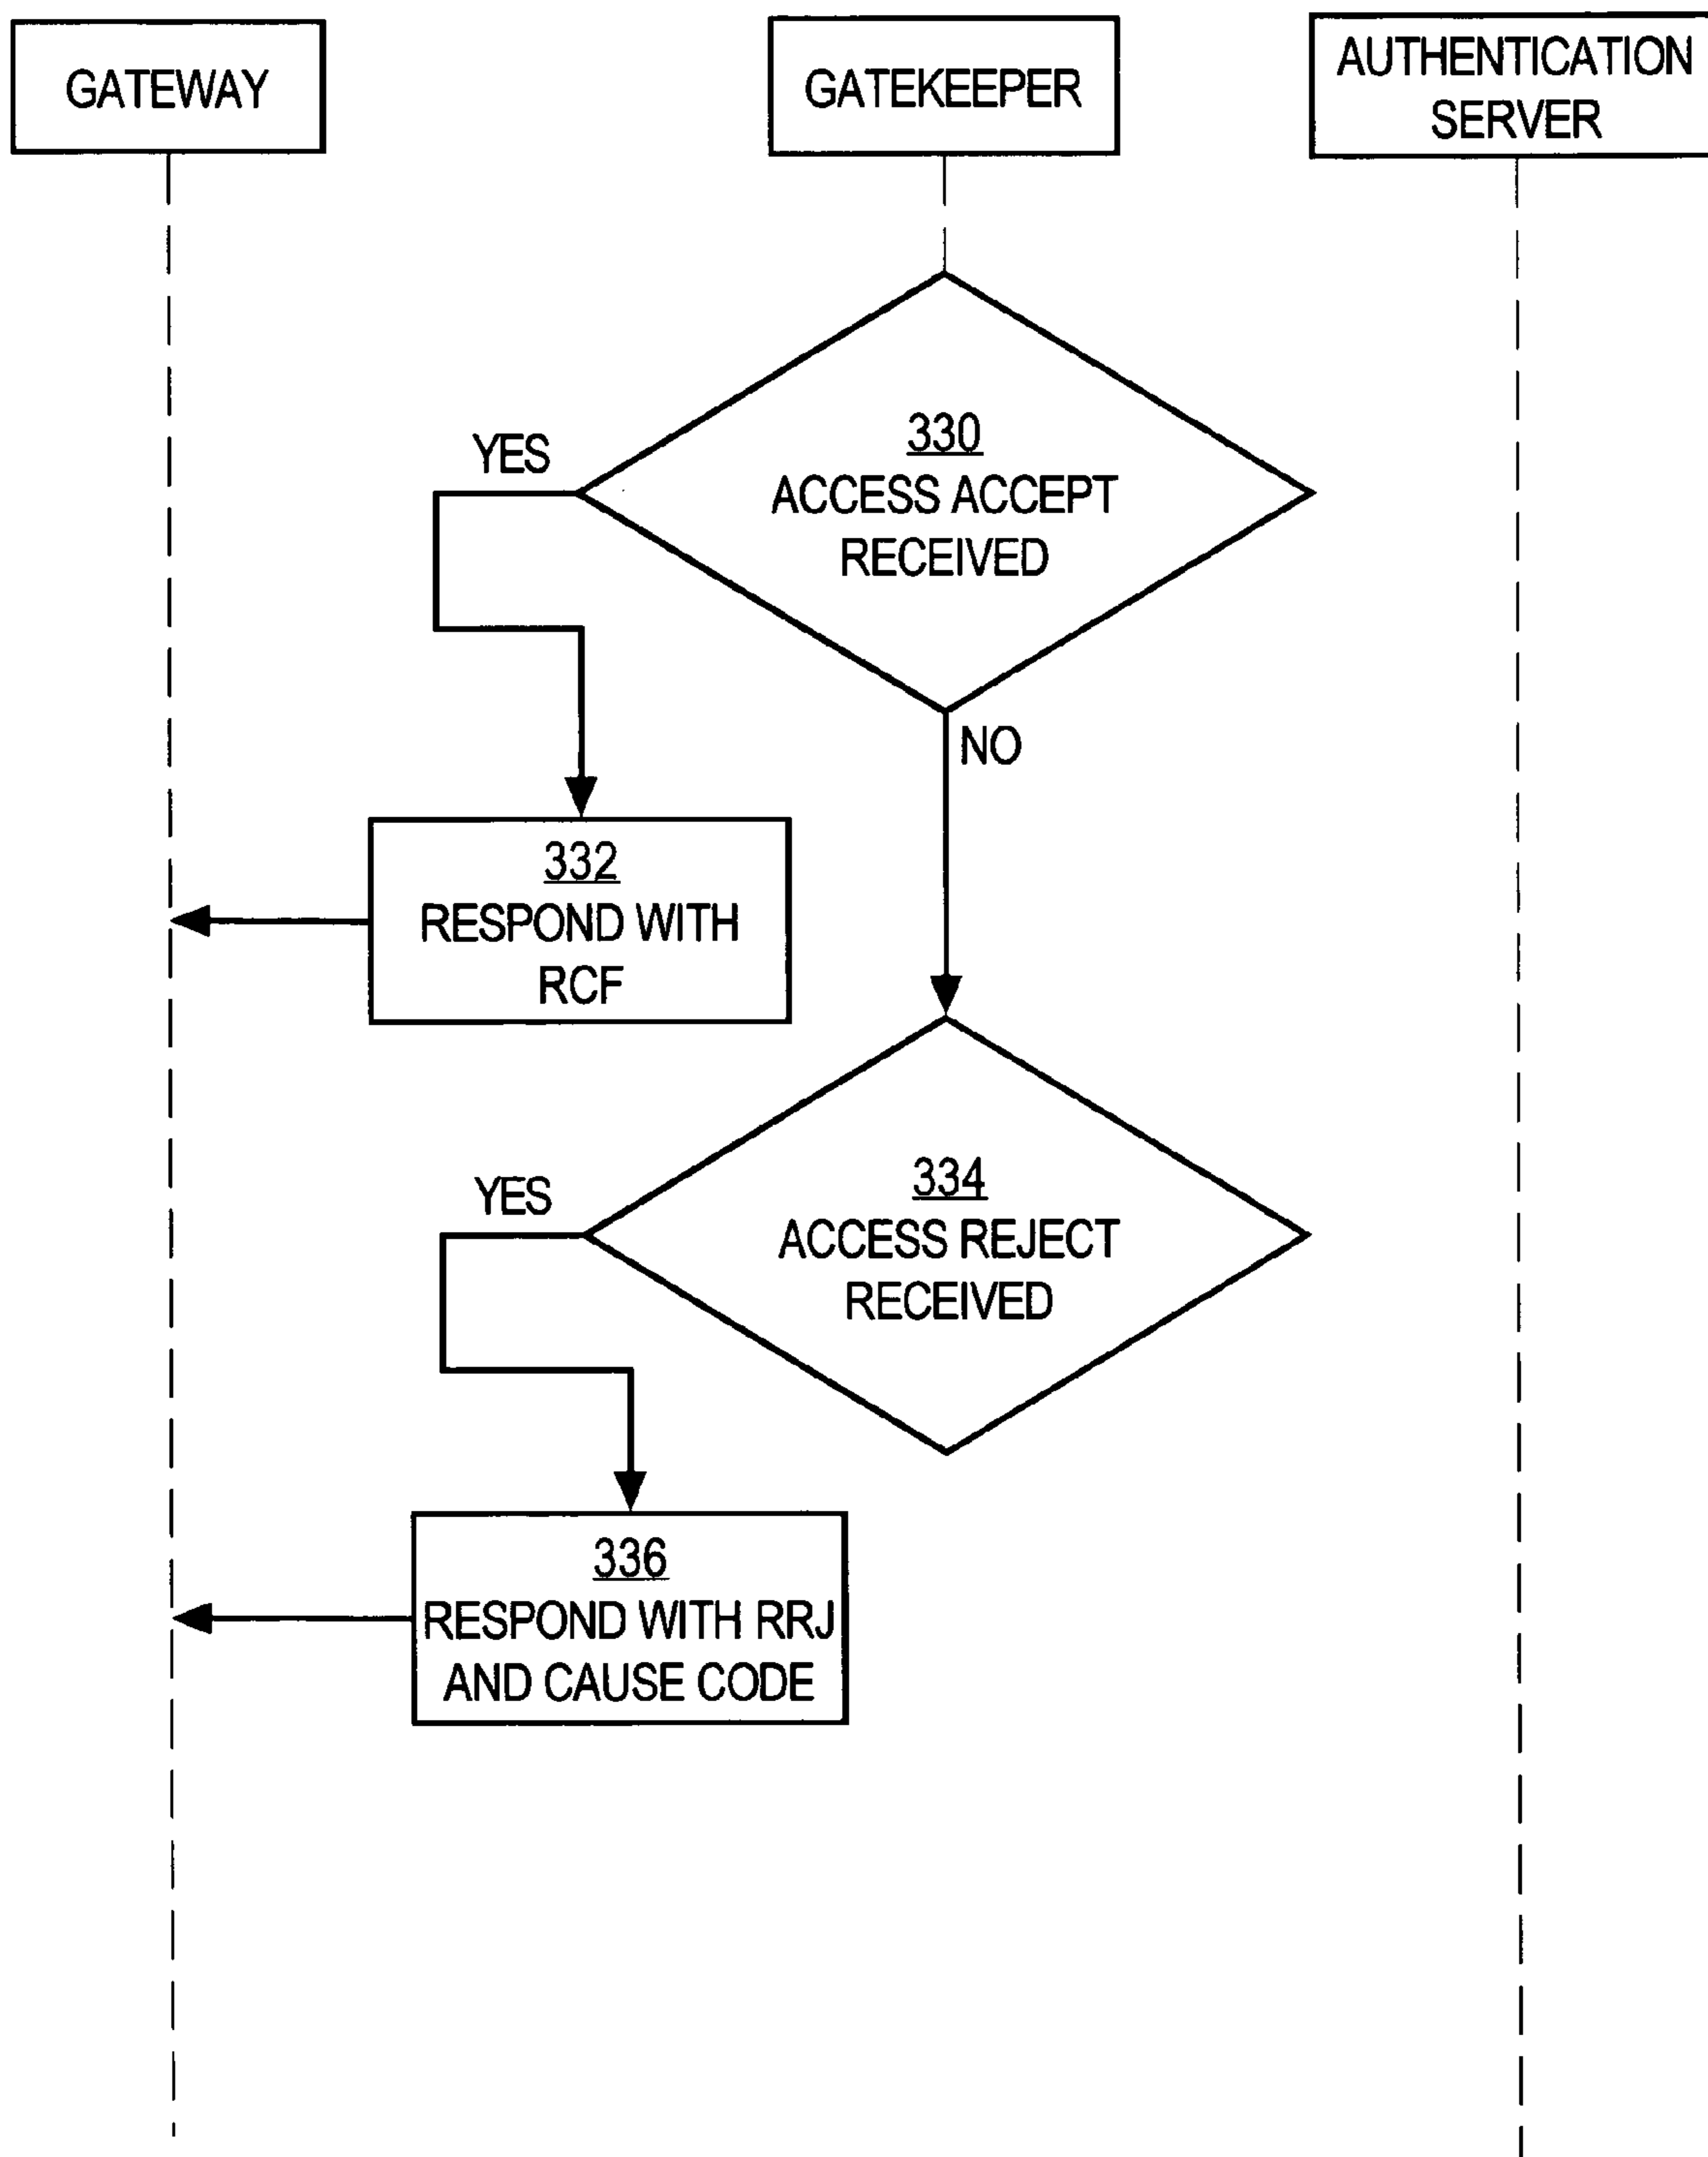 GATEWAY
GATEKEEPER
AUTHENTICATION
SERVER
330
ACCESS ACCEPT
RECEIVED
YES
NO
332
RESPOND WITH
RCF
334
ACCESS REJECT
RECEIVED
YES
336
RESPOND WITH RRJ
AND CAUSE CODE